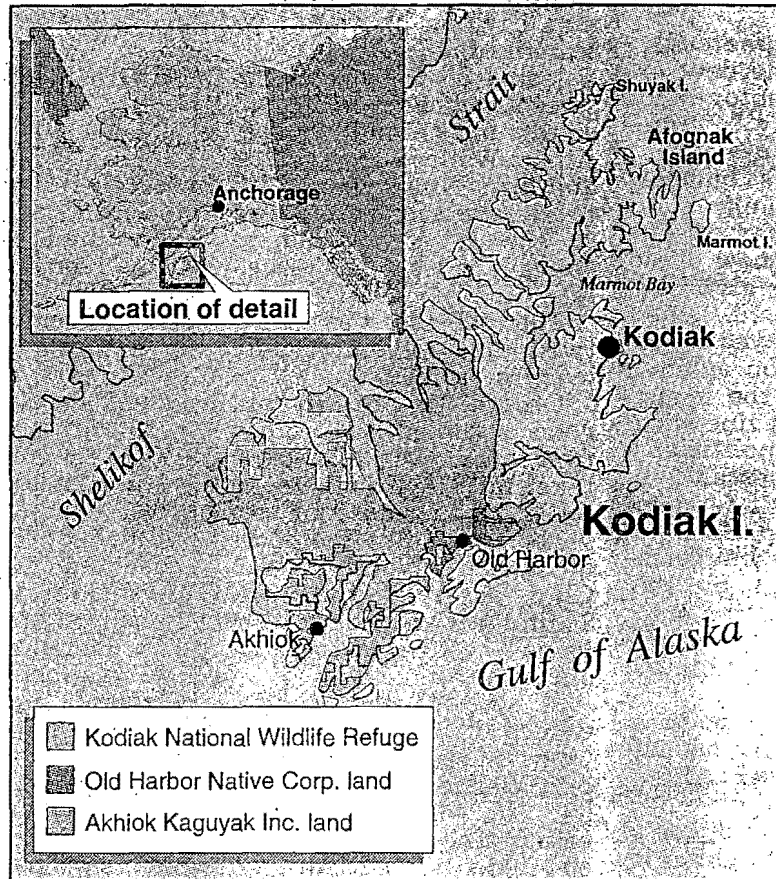 Anchorage
Location of detail
Strait
Shuyak I.
Afognak
Island
Marmot I.
Marmot Bay
Kodiak
Shelikof
Kodiak I.
Old Harbor
Akhiok
Gulf of Alaska
Kodiak National Wildlife Refuge
Old Harbor Native Corp. land
Akhiok Kaguyak Inc. land